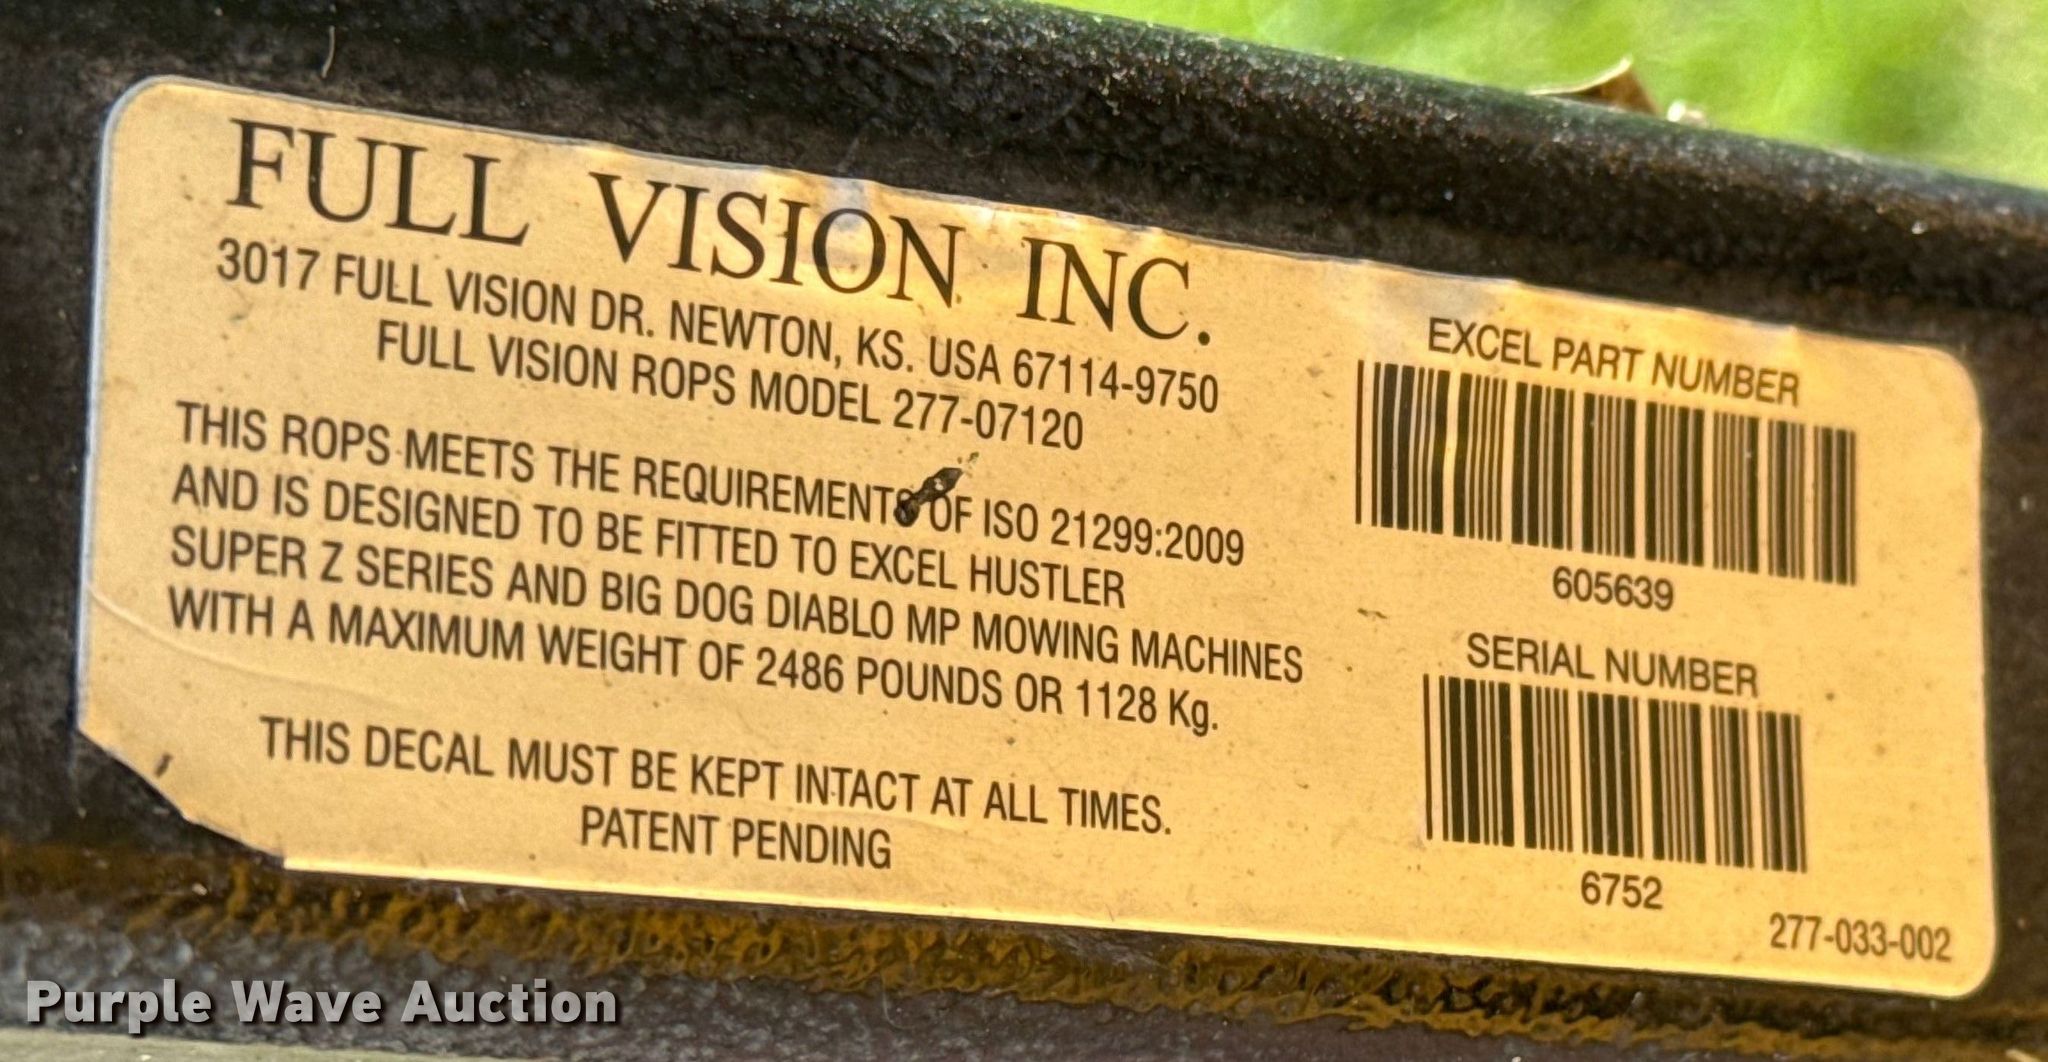 FULL VISION INC.
3017 FULL VISION DR. NEWTON, KS. USA 67114-9750
FULL VISION ROPS MODEL 277-07120
THIS ROPS MEETS THE REQUIREMENTS OF ISO 21299:2009
AND IS DESIGNED TO BE FITTED TO EXCEL HUSTLER
SUPER Z SERIES AND BIG DOG DIABLO MP MOWING MACHINES
WITH A MAXIMUM WEIGHT OF 2486 POUNDS OR 1128 Kg.
THIS DECAL MUST BE KEPT INTACT AT ALL TIMES.
PATENT PENDING
EXCEL PART NUMBER
605639
SERIAL NUMBER
6752
277-033-002
Purple Wave Auction